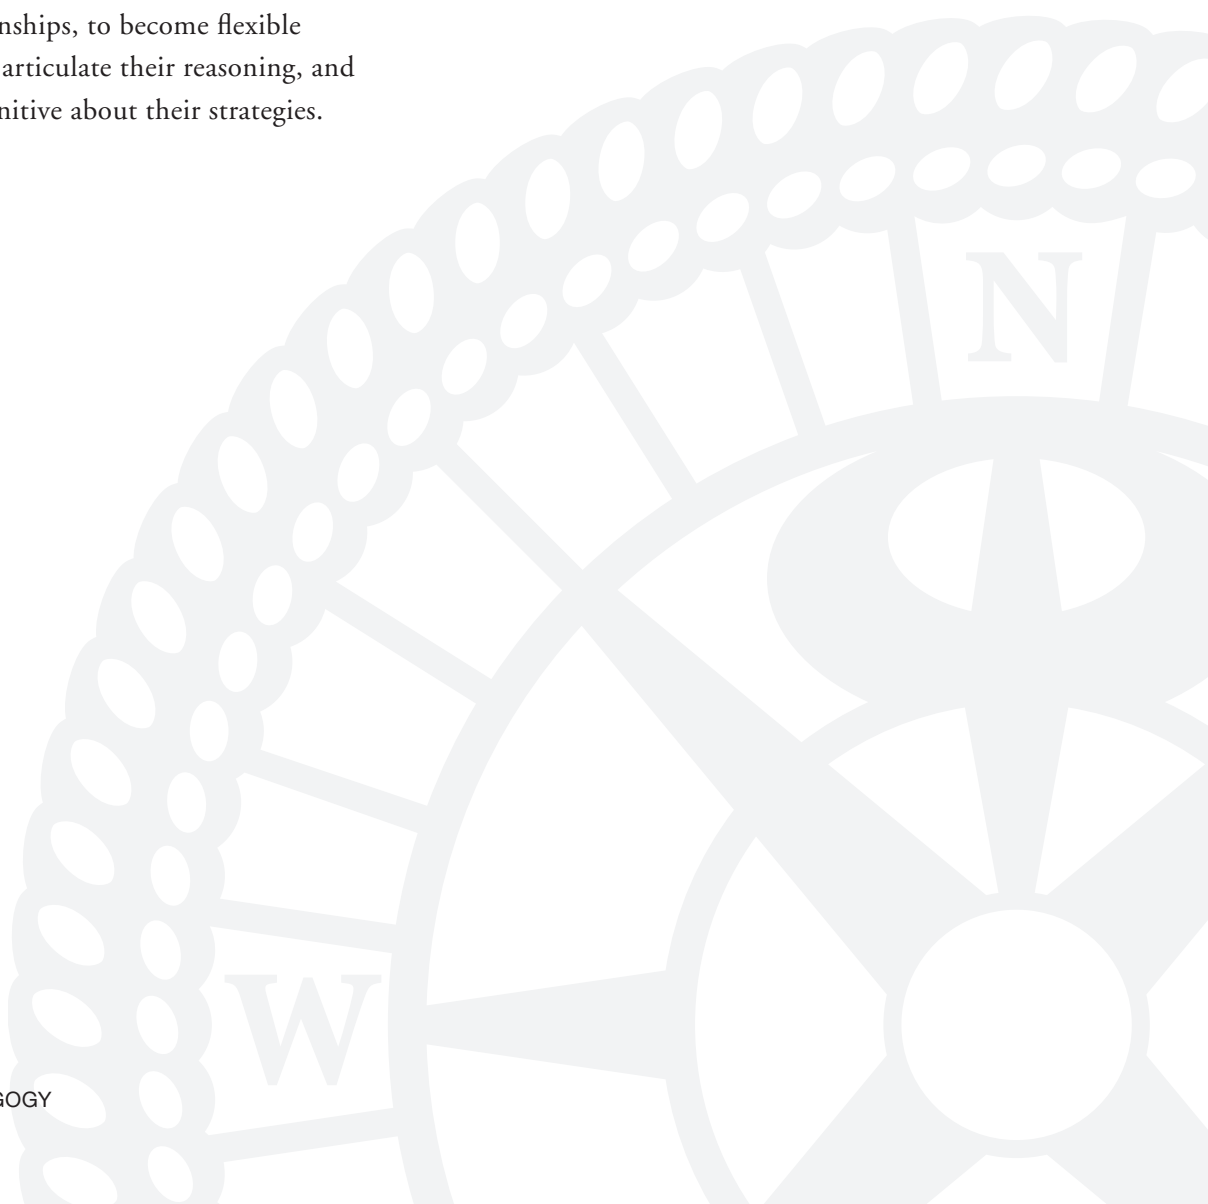 nships, to become flexible
articulate their reasoning, and
nitive about their strategies.
N
W
GOGY